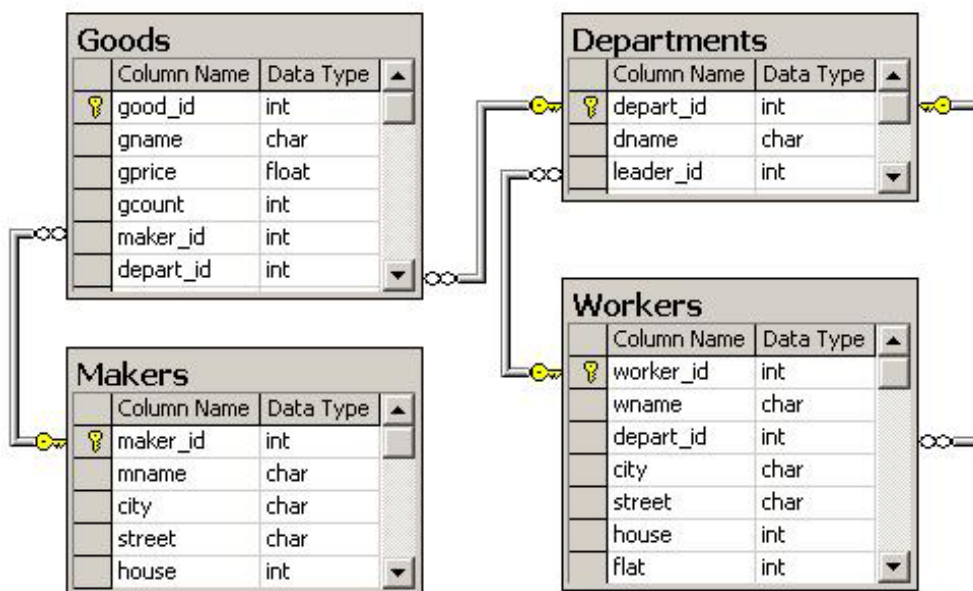 Goods
Column Name Data Type
good_id int
gname char
gprice float
gcount int
maker_id int
depart_id int
Departments
Column Name Data Type
depart_id int
dname char
leader_id int
Makers
Column Name Data Type
maker_id int
mname char
city char
street char
house int
Workers
Column Name Data Type
worker_id int
wname char
depart_id int
city char
street char
house int
flat int